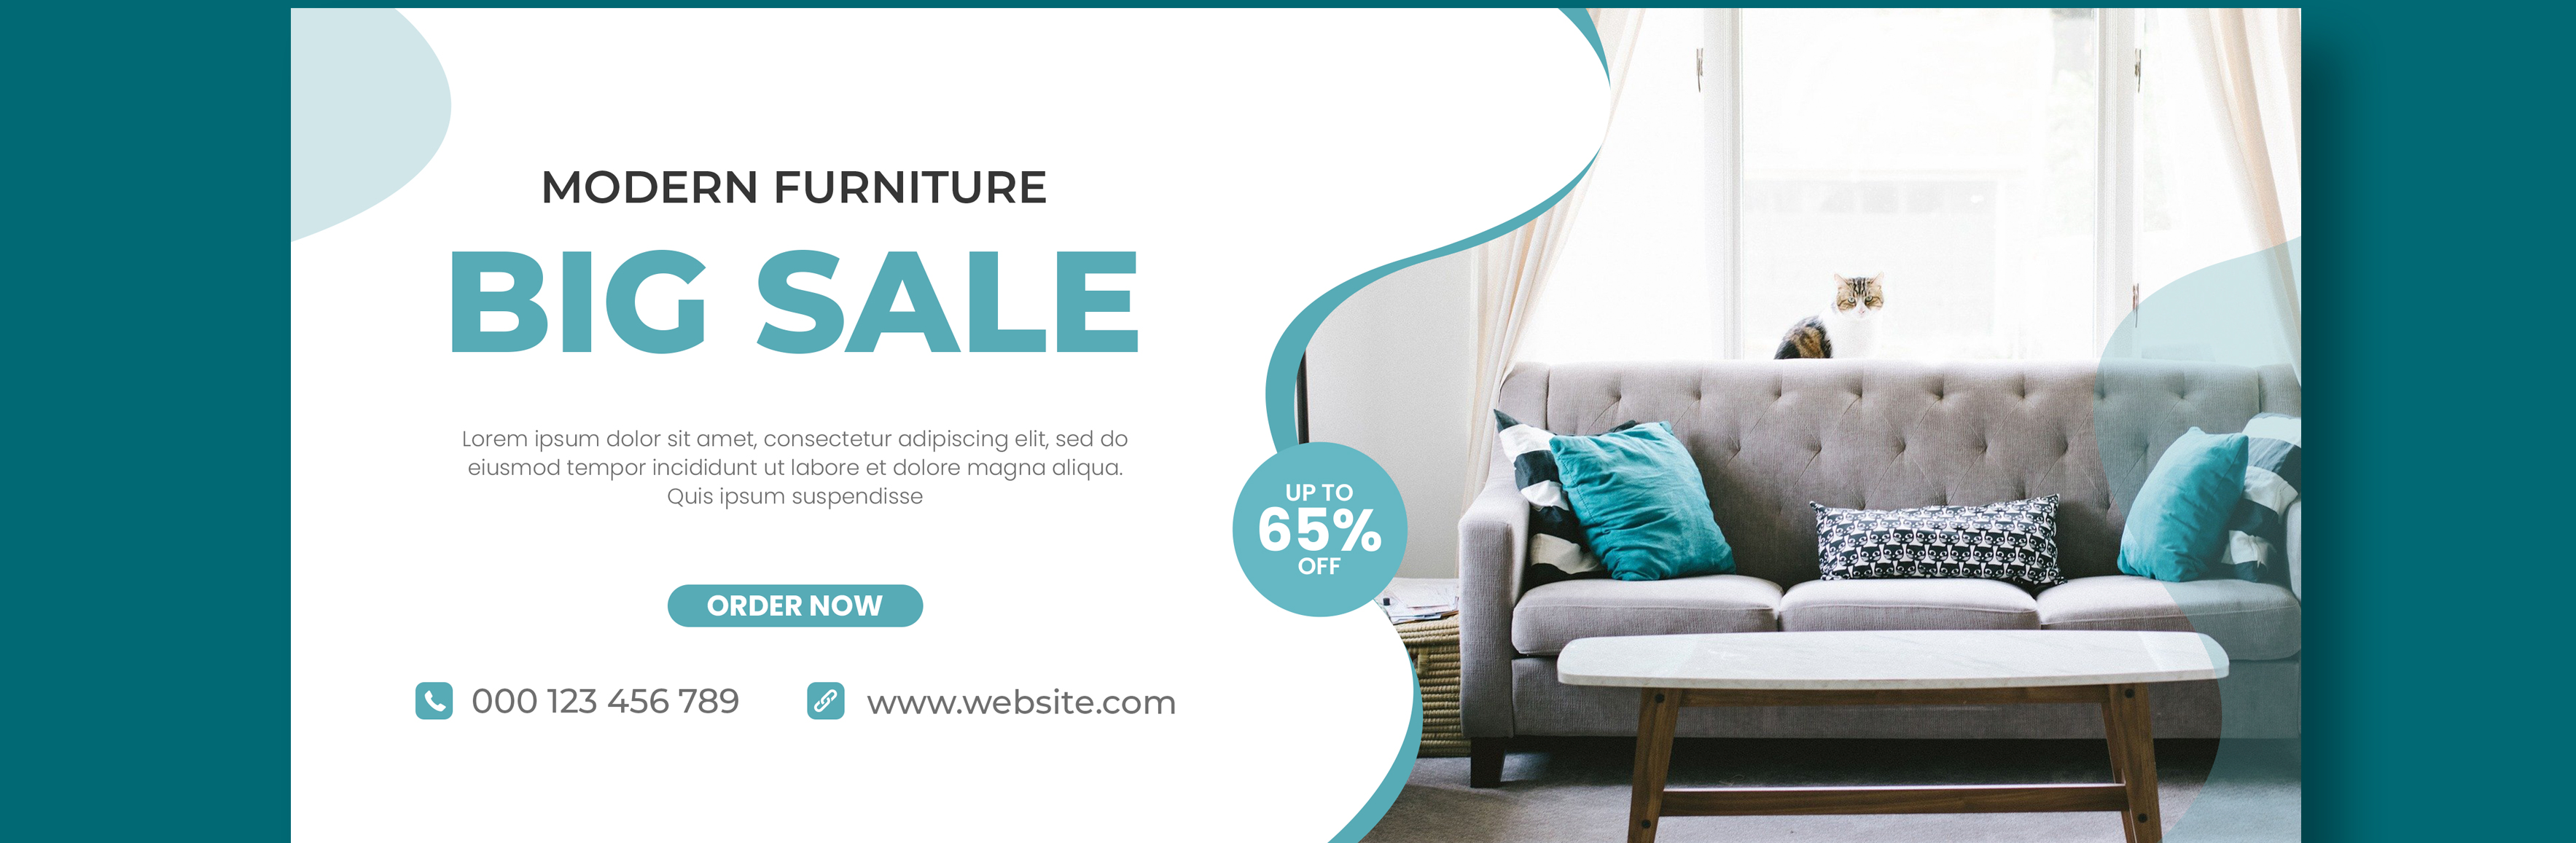 MODERN FURNITURE
BIG SALE
Lorem ipsum dolor sit amet, consectetur adipiscing elit, sed do
eiusmod tempor incididunt ut labore et dolore magna aliqua.
Quis ipsum suspendisse
ORDER NOW
000 123 456 789
www.website.com
UP TO
65%
OFF